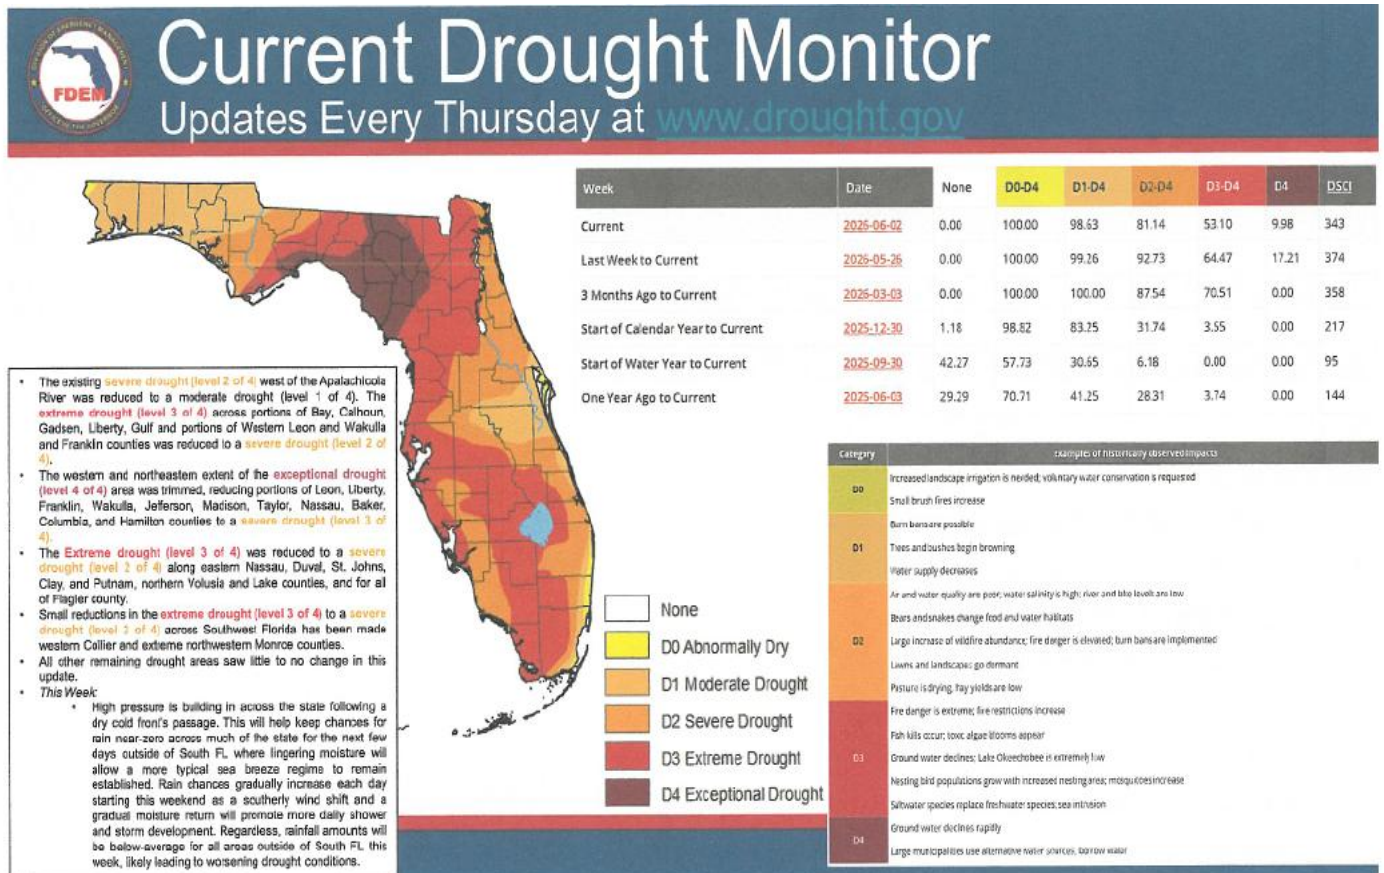 FDEM
Current Drought Monitor
Updates Every Thursday at www.drought.gov
Week Date None D0-D4 D1-D4 D2-D4 D3-D4 D4 DSCI
Current 2026-06-02 0.00 100.00 98.63 81.14 53.10 9.98 343
Last Week to Current 2026-05-26 0.00 100.00 99.26 92.73 64.47 17.21 374
3 Months Ago to Current 2026-03-03 0.00 100.00 100.00 87.54 70.51 0.00 358
Start of Calendar Year to Current 2025-12-30 1.18 98.82 83.25 31.74 3.55 0.00 217
Start of Water Year to Current 2025-09-30 42.27 57.73 30.65 6.18 0.00 0.00 95
One Year Ago to Current 2025-06-03 29.29 70.71 41.25 28.31 3.74 0.00 144
• The existing severe drought (level 2 of 4) west of the Apalachicola
River was reduced to a moderate drought (level 1 of 4). The
extreme drought (level 3 of 4) across portions of Bay, Calhoun,
Gadsen, Liberty, Gulf and portions of Western Leon and Wakulla
and Franklin counties was reduced to a severe drought (level 2 of
4).
• The western and northeastern extent of the exceptional drought
(level 4 of 4) area was trimmed, reducing portions of Leon, Liberty,
Franklin, Wakulla, Jefferson, Madison, Taylor, Nassau, Baker,
Columbia, and Hamilton counties to a severe drought (level 3 of
4).
• The Extreme drought (level 3 of 4) was reduced to a severe
drought (level 2 of 4) along eastern Nassau, Duval, St. Johns,
Clay, and Putnam, northern Volusia and Lake counties, and for all
of Flagler county.
• Small reductions in the extreme drought (level 3 of 4) to a severe
drought (level 2 of 4) across Southwest Florida has been made
western Collier and extreme northwestern Monroe counties.
• All other remaining drought areas saw little to no change in this
update.
• This Week:
• High pressure is building in across the state following a
dry cold front's passage. This will help keep chances for
rain near-zero across much of the state for the next few
days outside of South FL where lingering moisture will
allow a more typical sea breeze regime to remain
established. Rain chances gradually increase each day
starting this weekend as a southerly wind shift and a
gradual moisture return will promote more daily shower
and storm development. Regardless, rainfall amounts will
be below-average for all areas outside of South FL this
week, likely leading to worsening drought conditions.
None
D0 Abnormally Dry
D1 Moderate Drought
D2 Severe Drought
D3 Extreme Drought
D4 Exceptional Drought
Category Examples of historically observed impacts
D0
Increased landscape irrigation is needed; voluntary water conservation is requested
Small brush fires increase
D1
Burn bans are possible
Trees and bushes begin browning
Water supply decreases
D2
Air and water quality are poor; water salinity is high; river and lake levels are low
Bears and snakes change food and water habitats
Large increase of wildfire abundance; fire danger is elevated; burn bans are implemented
Lawns and landscapes go dormant
Pasture is drying, hay yields are low
D3
Fire danger is extreme; fire restrictions increase
Fish kills occur; toxic algae blooms appear
Ground water declines; Lake Okeechobee is extremely low
Nesting bird populations grow with increased nesting area; mosquitoes increase
Saltwater species replace freshwater species; sea intrusion
D4
Ground water declines rapidly
Large municipalities use alternative water sources, borrow water